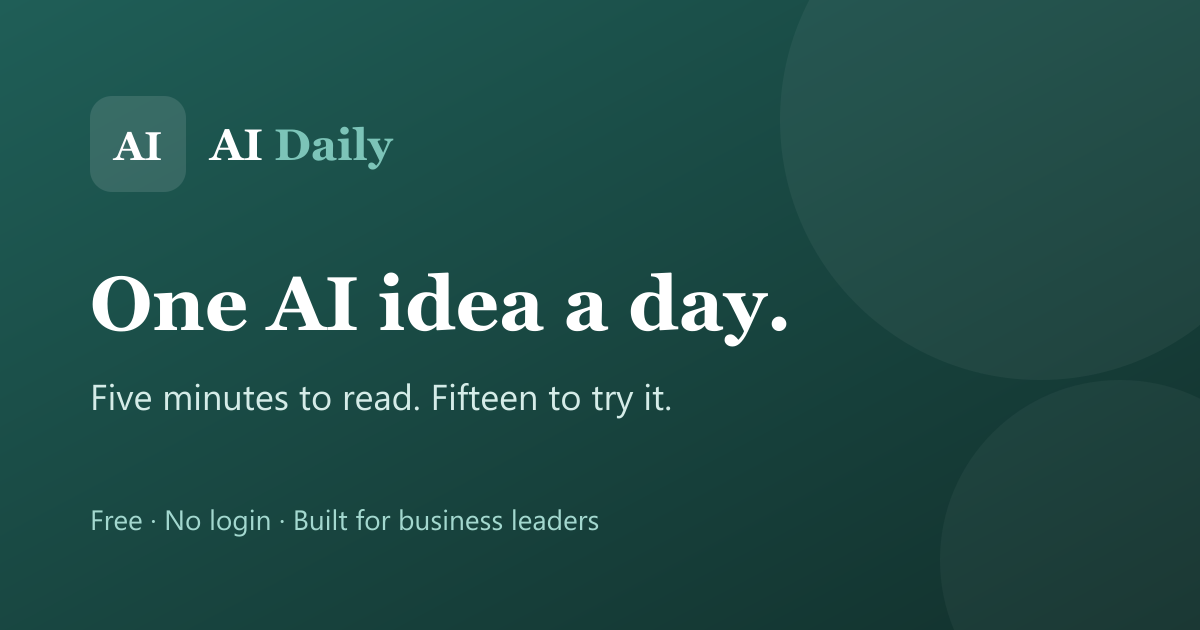 AI
AI Daily
One AI idea a day.
Five minutes to read. Fifteen to try it.
Free · No login · Built for business leaders